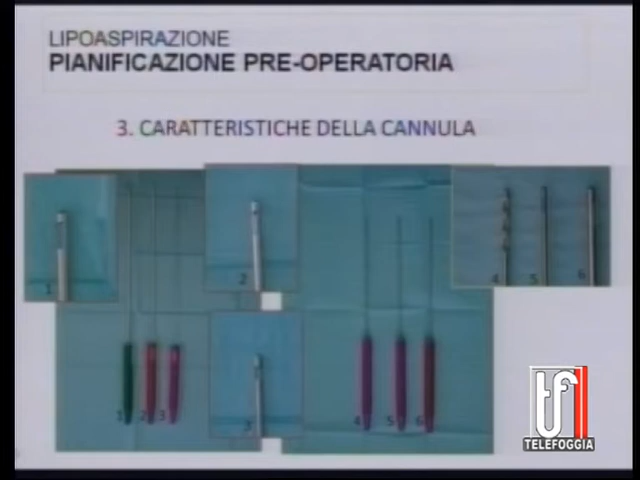 LIPOASPIRAZIONE
PIANIFICAZIONE PRE-OPERATORIA
3. CARATTERISTICHE DELLA CANNULA
1
2
3
4 5 6
1 2 3
4 5 6
tf
TELEFOGGIA